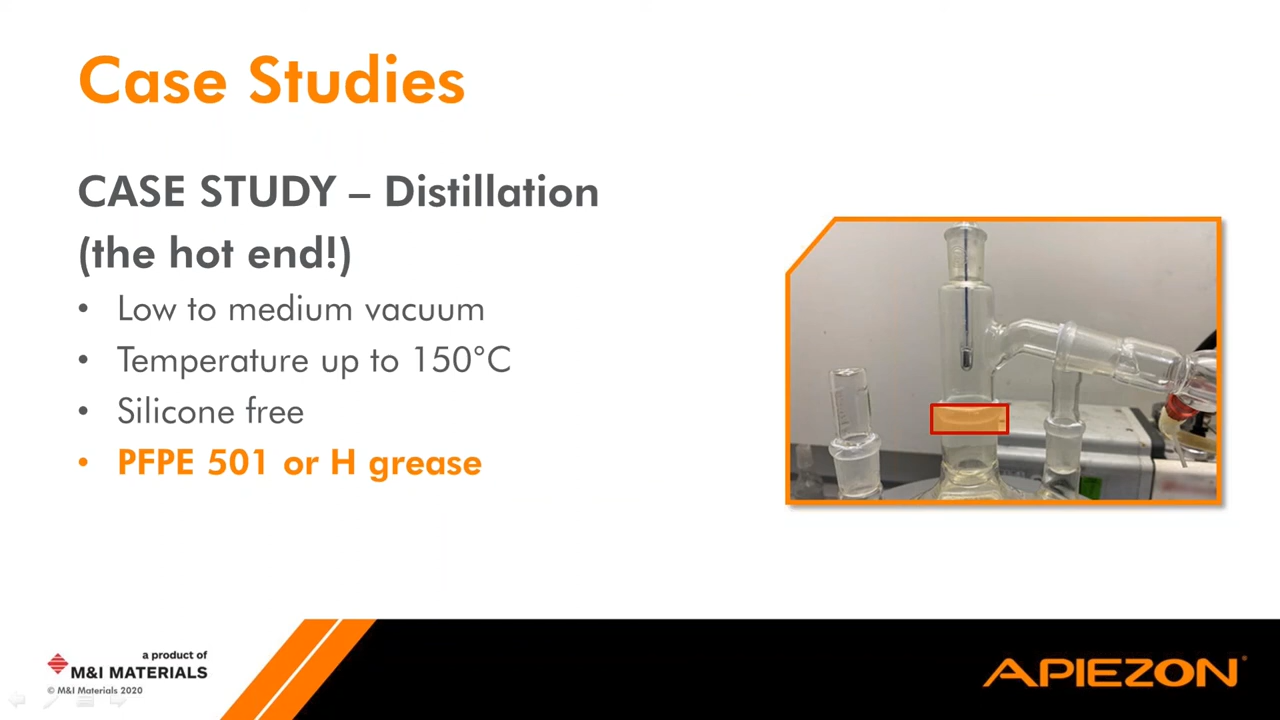 Case Studies
CASE STUDY – Distillation
(the hot end!)
• Low to medium vacuum
• Temperature up to 150°C
• Silicone free
• PFPE 501 or H grease
a product of
M&I MATERIALS
© M&I Materials 2020
APIEZON®